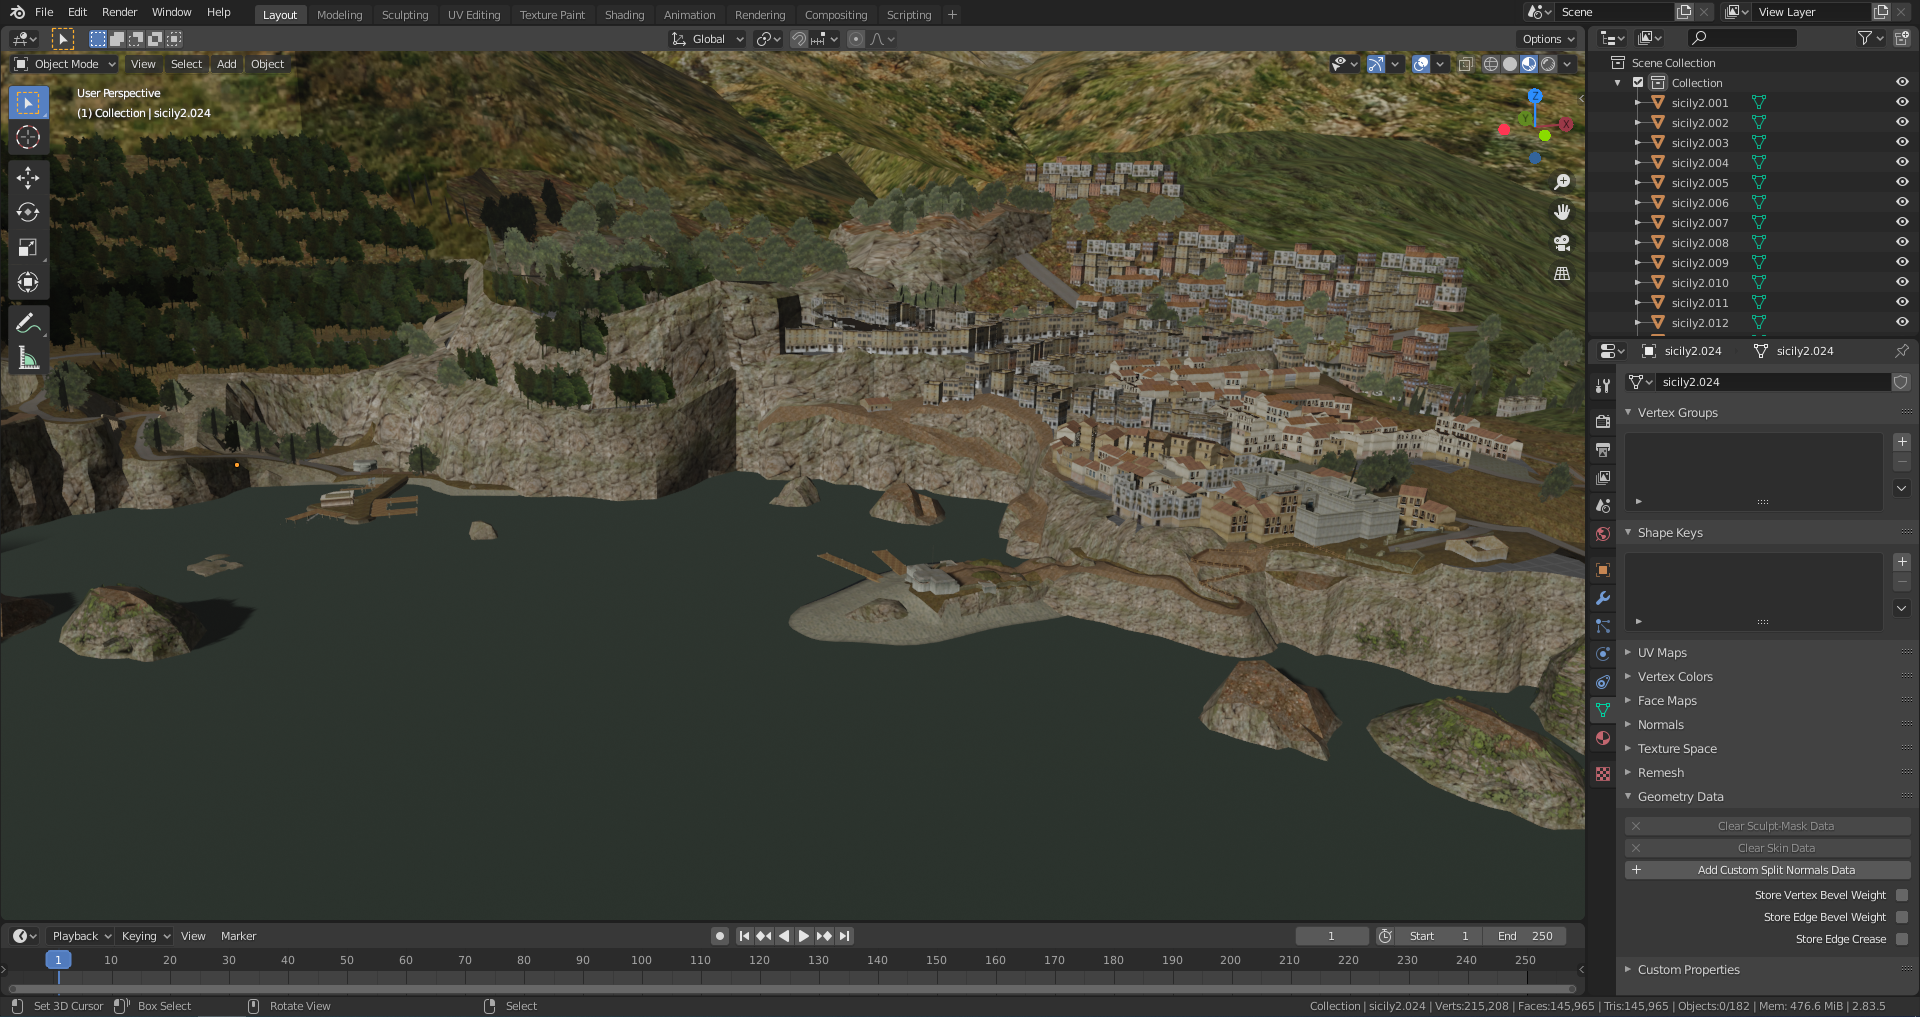 File Edit Render Window Help Layout Modeling Sculpting UV Editing Texture Paint Shading Animation Rendering Compositing Scripting + Scene View Layer
Global Options
Object Mode View Select Add Object
User Perspective
(1) Collection | sicily2.024
Z
Y
X
Scene Collection
Collection
sicily2.001
sicily2.002
sicily2.003
sicily2.004
sicily2.005
sicily2.006
sicily2.007
sicily2.008
sicily2.009
sicily2.010
sicily2.011
sicily2.012
sicily2.024 sicily2.024
sicily2.024
Vertex Groups
Shape Keys
UV Maps
Vertex Colors
Face Maps
Normals
Texture Space
Remesh
Geometry Data
Clear Sculpt-Mask Data
Clear Skin Data
Add Custom Split Normals Data
Store Vertex Bevel Weight
Store Edge Bevel Weight
Store Edge Crease
Custom Properties
Playback Keying View Marker 1 Start 1 End 250
1 10 20 30 40 50 60 70 80 90 100 110 120 130 140 150 160 170 180 190 200 210 220 230 240 250
Set 3D Cursor Box Select Rotate View Select Collection | sicily2.024 | Verts:215,208 | Faces:145,965 | Tris:145,965 | Objects:0/182 | Mem: 476.6 MiB | 2.83.5